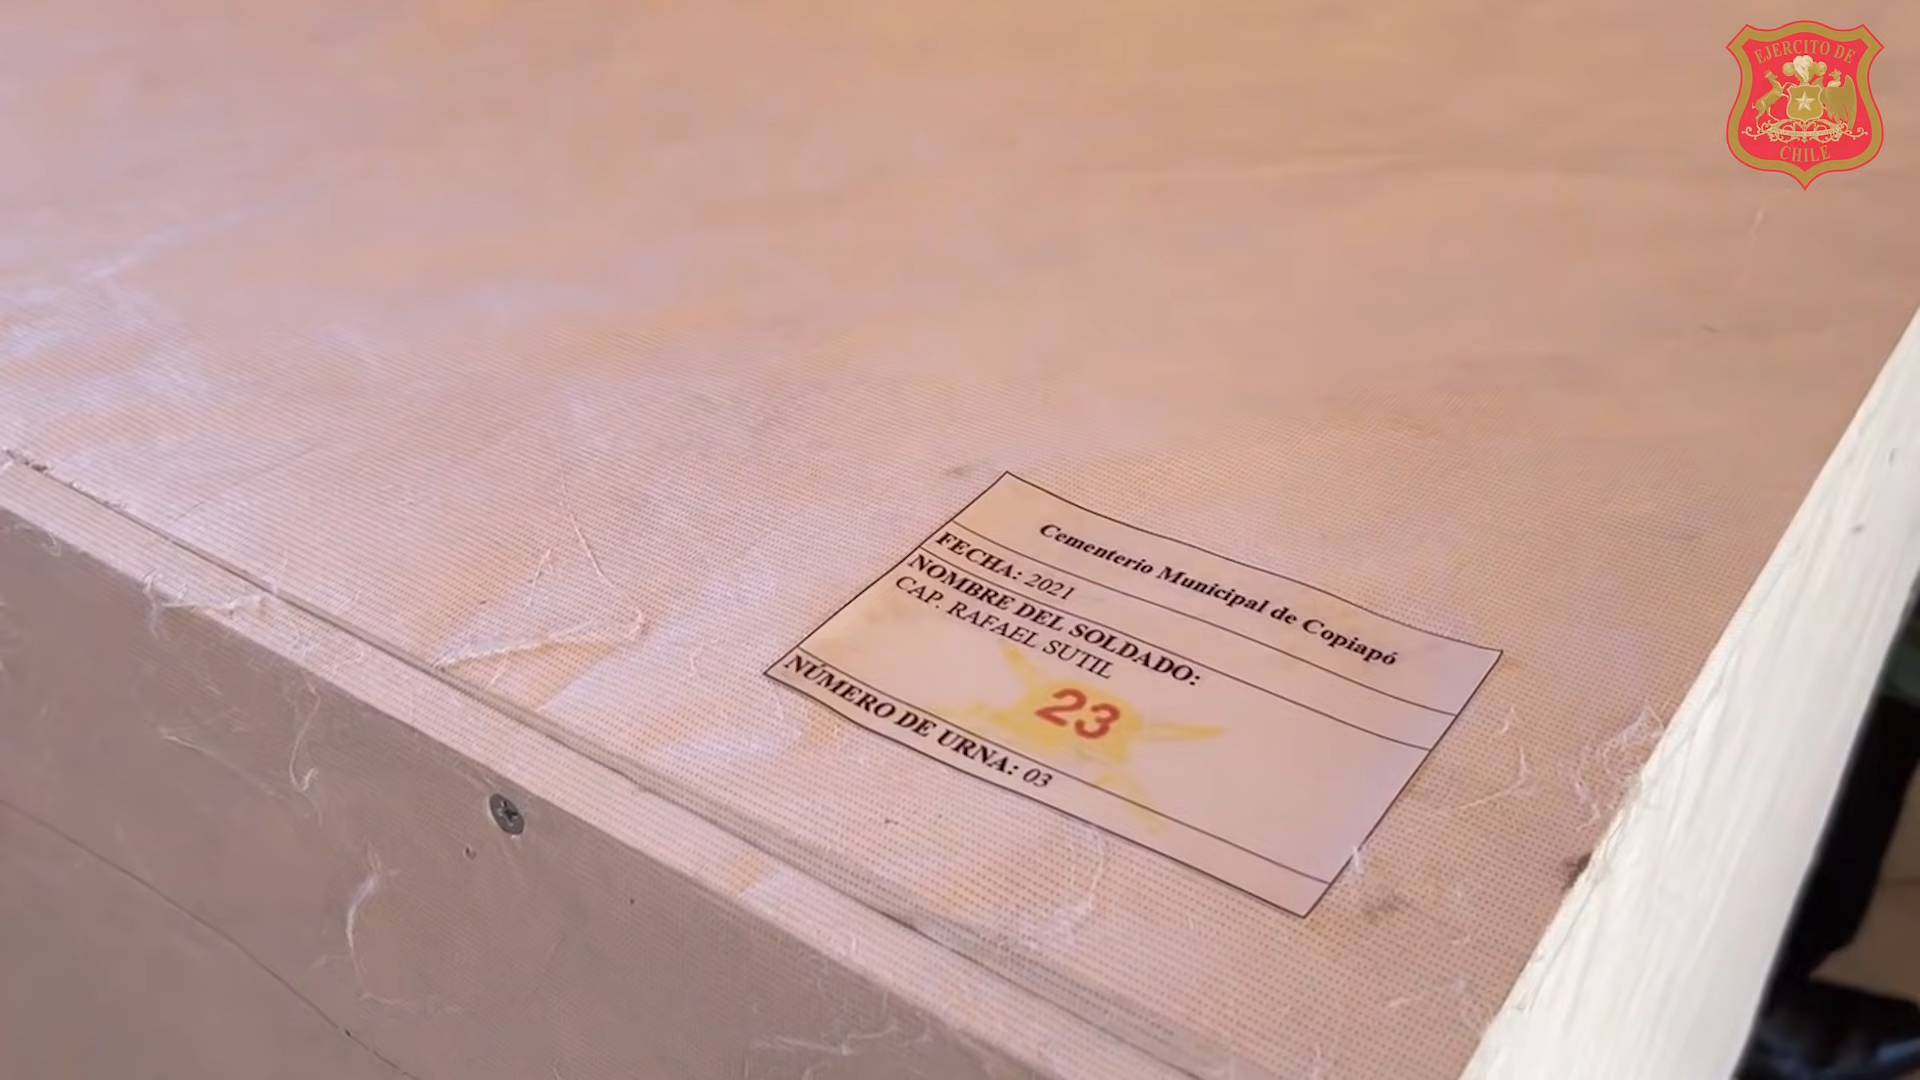 EJERCITO DE
CHILE
Cementerio Municipal de Copiapó
FECHA: 2021
NOMBRE DEL SOLDADO:
CAP. RAFAEL SUTIL
23
NÚMERO DE URNA: 03